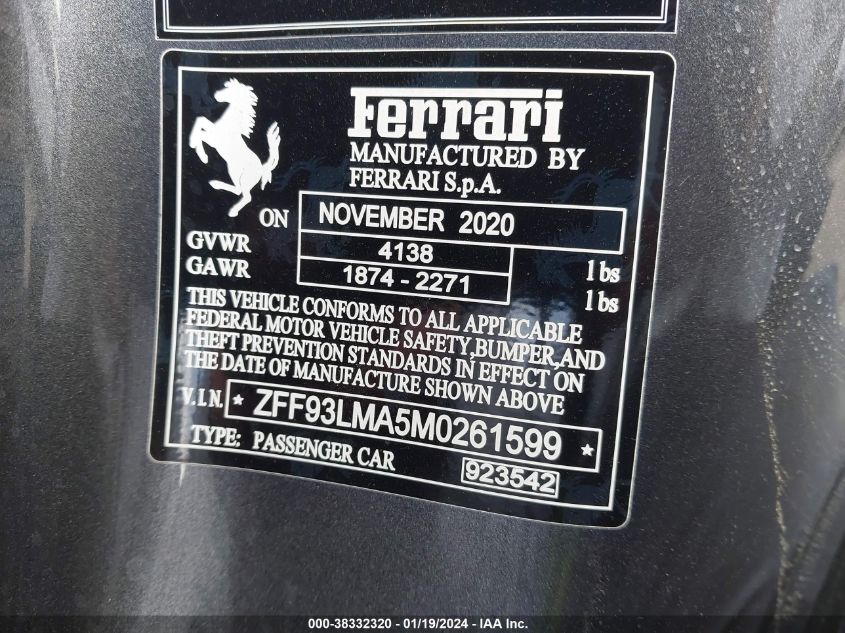 Ferrari
MANUFACTURED BY
FERRARI S.p.A.
ON NOVEMBER 2020
GVWR 4138 lbs
GAWR 1874 - 2271 lbs
THIS VEHICLE CONFORMS TO ALL APPLICABLE
FEDERAL MOTOR VEHICLE SAFETY,BUMPER,AND
THEFT PREVENTION STANDARDS IN EFFECT ON
THE DATE OF MANUFACTURE SHOWN ABOVE
V.I.N. * ZFF93LMA5M0261599 *
TYPE: PASSENGER CAR 923542
000-38332320 - 01/19/2024 - IAA Inc.